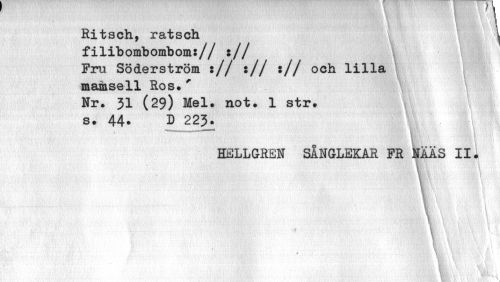 Ritsch, ratsch
filibombombom:// ://
Fru Söderström :// :// :// och lilla
mamsell Ros.´
Nr. 31 (29) Mel. not. 1 str.
s. 44. D 223.
HELLGREN SÅNGLEKAR FR NÄÄS II.